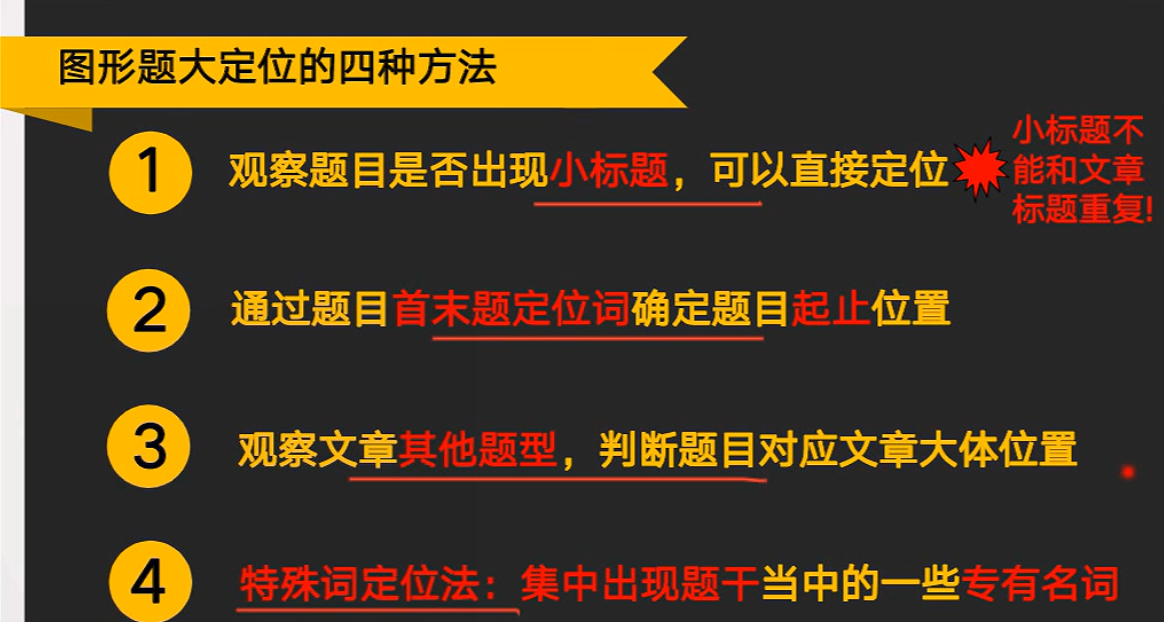 图形题大定位的四种方法
1 观察题目是否出现小标题，可以直接定位
小标题不
能和文章
标题重复!
2 通过题目首末题定位词确定题目起止位置
3 观察文章其他题型，判断题目对应文章大体位置
4 特殊词定位法：集中出现题干当中的一些专有名词